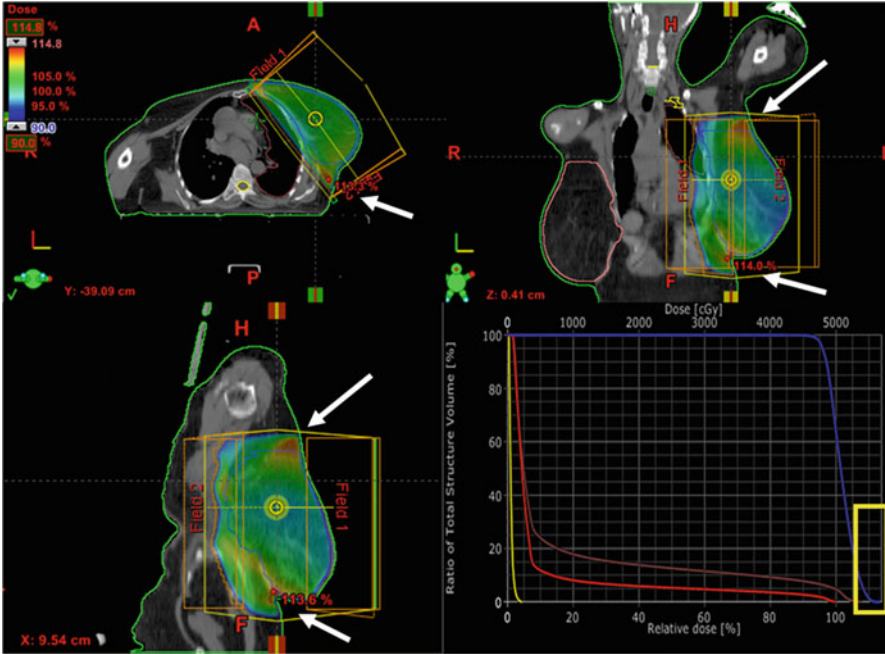 Dose
114.8 %
114.8
105.0 %
100.0 %
95.0 %
90.0
90.0 %
A
Field 1
R
113.3 %
P
Y: -39.09 cm
H
R
Field 1
Field 2
114.0 %
F
Z: 0.41 cm
H
Field 2
Field 1
113.6 %
F
X: 9.54 cm
Dose [cGy]
0 1000 2000 3000 4000 5000
Ratio of Total Structure Volume [%]
100
80
60
40
20
0
0 20 40 60 80 100
Relative dose [%]